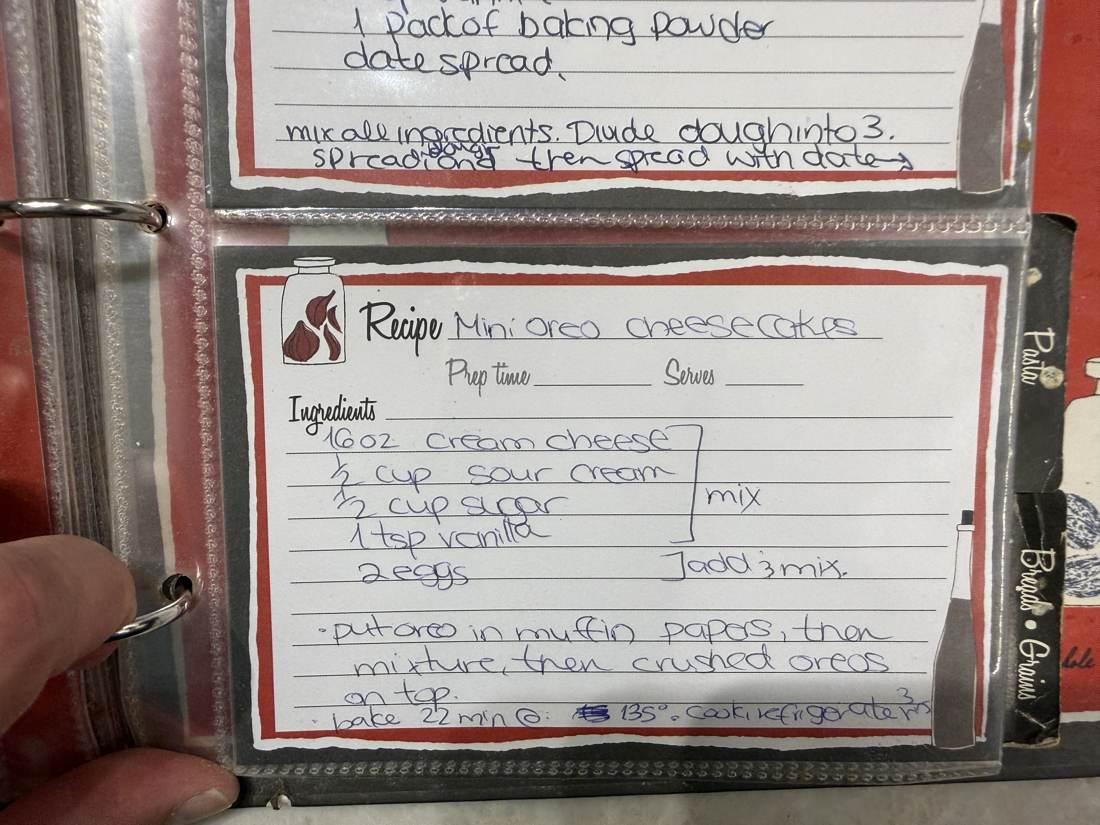 1 pack of baking powder
date spread.
mix all ingredients. Divide dough into 3.
dough
spread one then spread with date→
Recipe Mini oreo cheesecakes
Prep time Serves
Ingredients
16oz cream cheese
1/2 cup sour cream
1/2 cup sugar
mix
1 tsp vanilla
2 eggs ] add & mix.
• put oreo in muffin papers, then
mixture, then crushed oreos
on top.
• bake 22 min @: 135°. Cool & refrigerate 3 hrs
Pasta
Breads • Grains